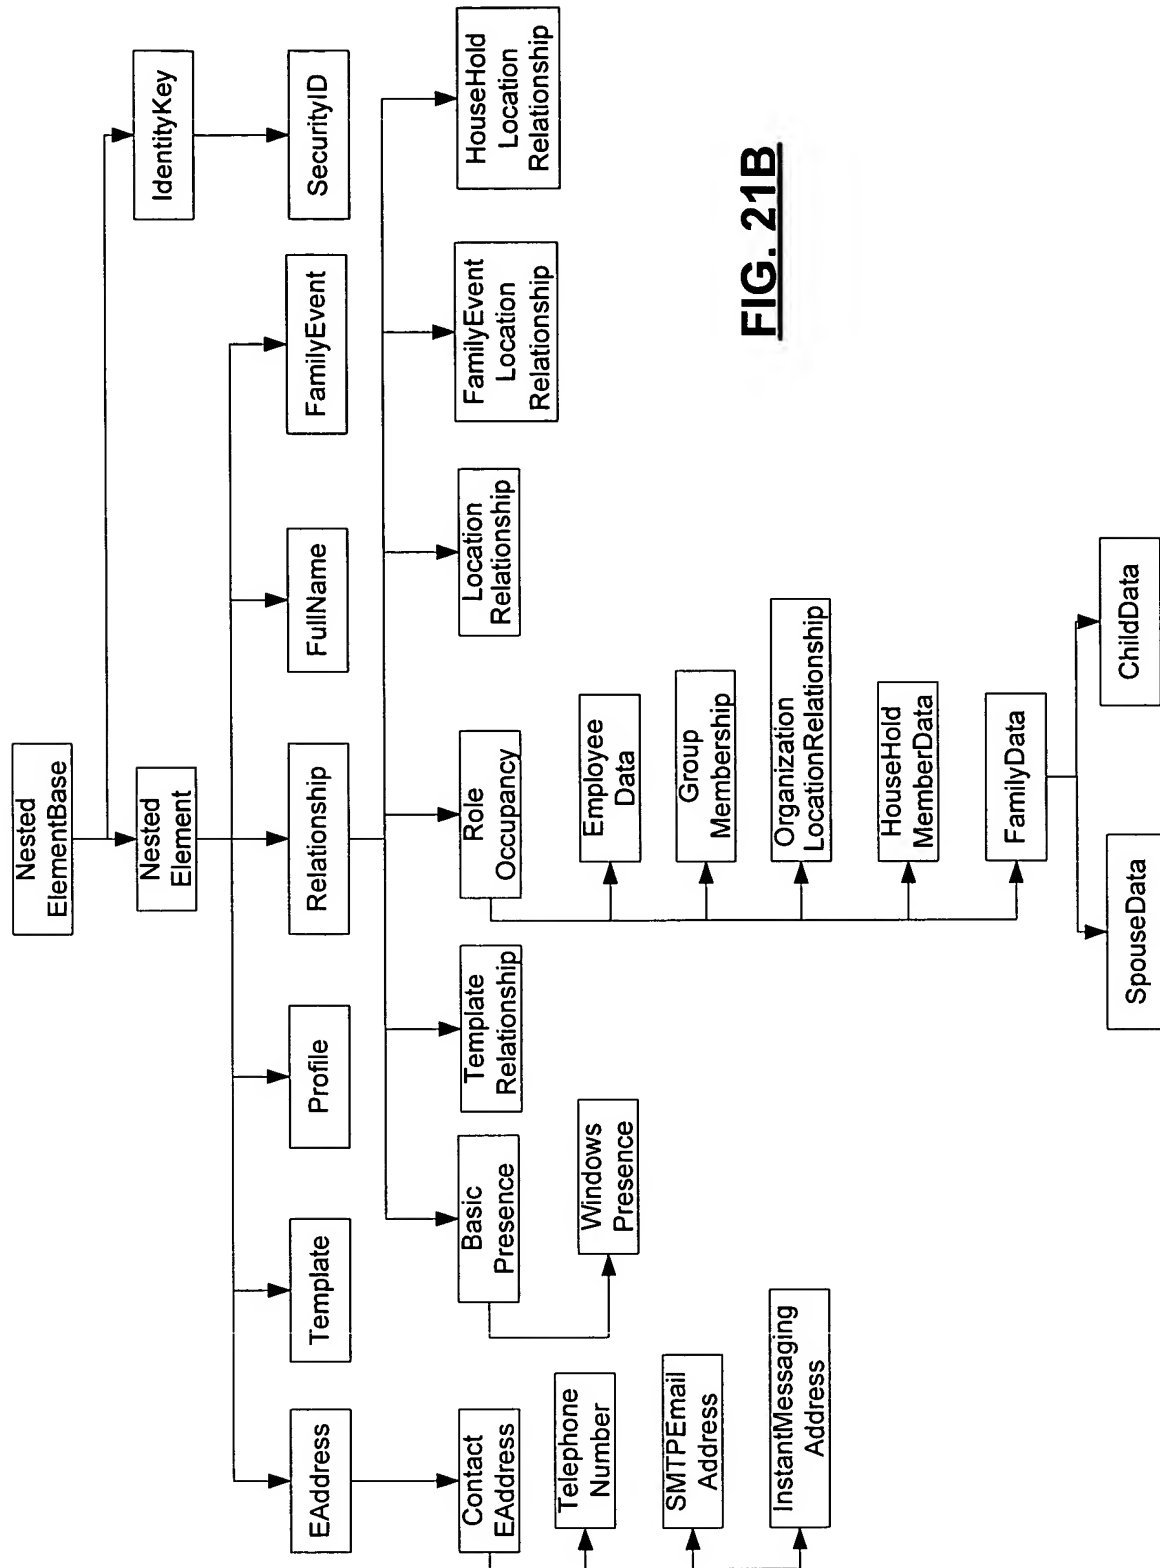 Nested
ElementBase
Nested
Element
IdentityKey
EAddress
Template
Profile
Relationship
FullName
FamilyEvent
SecurityID
Contact
EAddress
Basic
Presence
Template
Relationship
Role
Occupancy
Location
Relationship
FamilyEvent
Location
Relationship
HouseHold
Location
Relationship
Telephone
Number
SMTPEmail
Address
InstantMessaging
Address
Windows
Presence
Employee
Data
Group
Membership
Organization
LocationRelationship
HouseHold
MemberData
FamilyData
SpouseData
ChildData
FIG. 21B